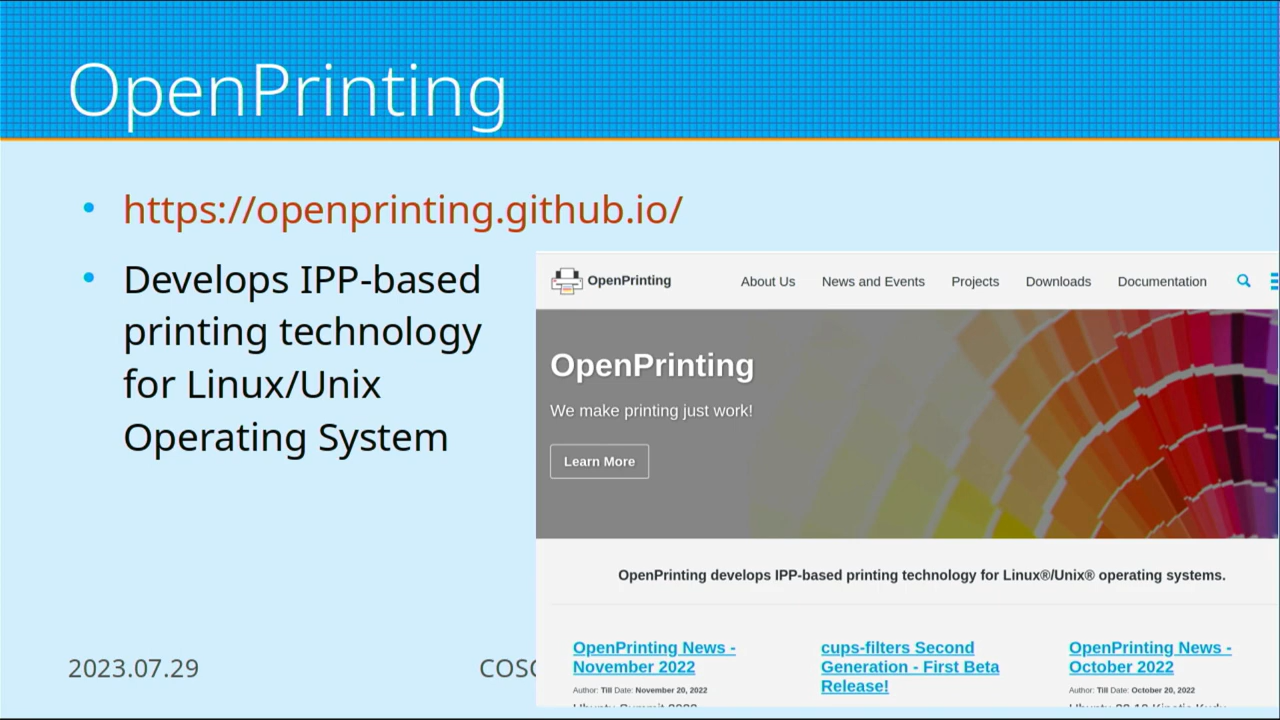 OpenPrinting
https://openprinting.github.io/
Develops IPP-based
printing technology
for Linux/Unix
Operating System
OpenPrinting
About Us
News and Events
Projects
Downloads
Documentation
OpenPrinting
We make printing just work!
Learn More
OpenPrinting develops IPP-based printing technology for Linux®/Unix® operating systems.
OpenPrinting News -
November 2022
Author: Till Date: November 20, 2022
cups-filters Second
Generation - First Beta
Release!
OpenPrinting News -
October 2022
Author: Till Date: October 20, 2022
2023.07.29